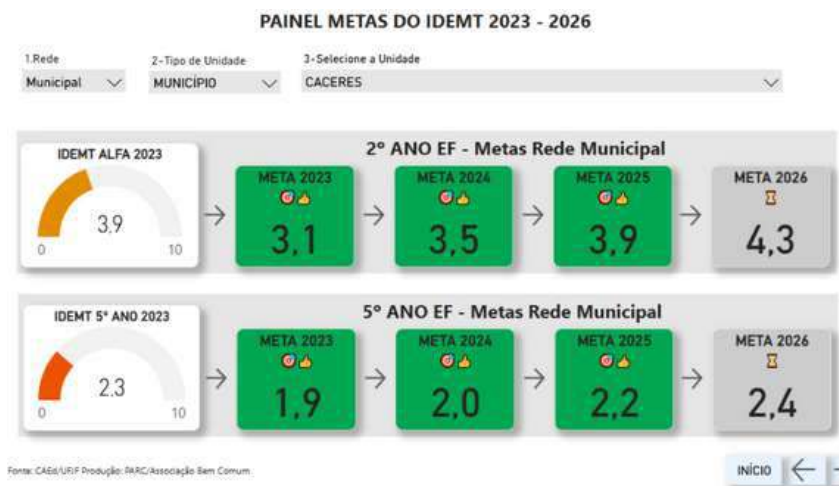 PAINEL METAS DO IDEMT 2023 - 2026
1.Rede
2-Tipo de Unidade
3-Selecione a Unidade
Municipal
MUNICÍPIO
CACERES
2º ANO EF - Metas Rede Municipal
IDEMT ALFA 2023
3,9
0
10
META 2023
3,1
META 2024
3,5
META 2025
3,9
META 2026
4,3
5º ANO EF - Metas Rede Municipal
IDEMT 5º ANO 2023
2,3
0
10
META 2023
1,9
META 2024
2,0
META 2025
2,2
META 2026
2,4
Fonte: CAEd/UFJF Produção: PARC/Associação Bem Comum
INÍCIO